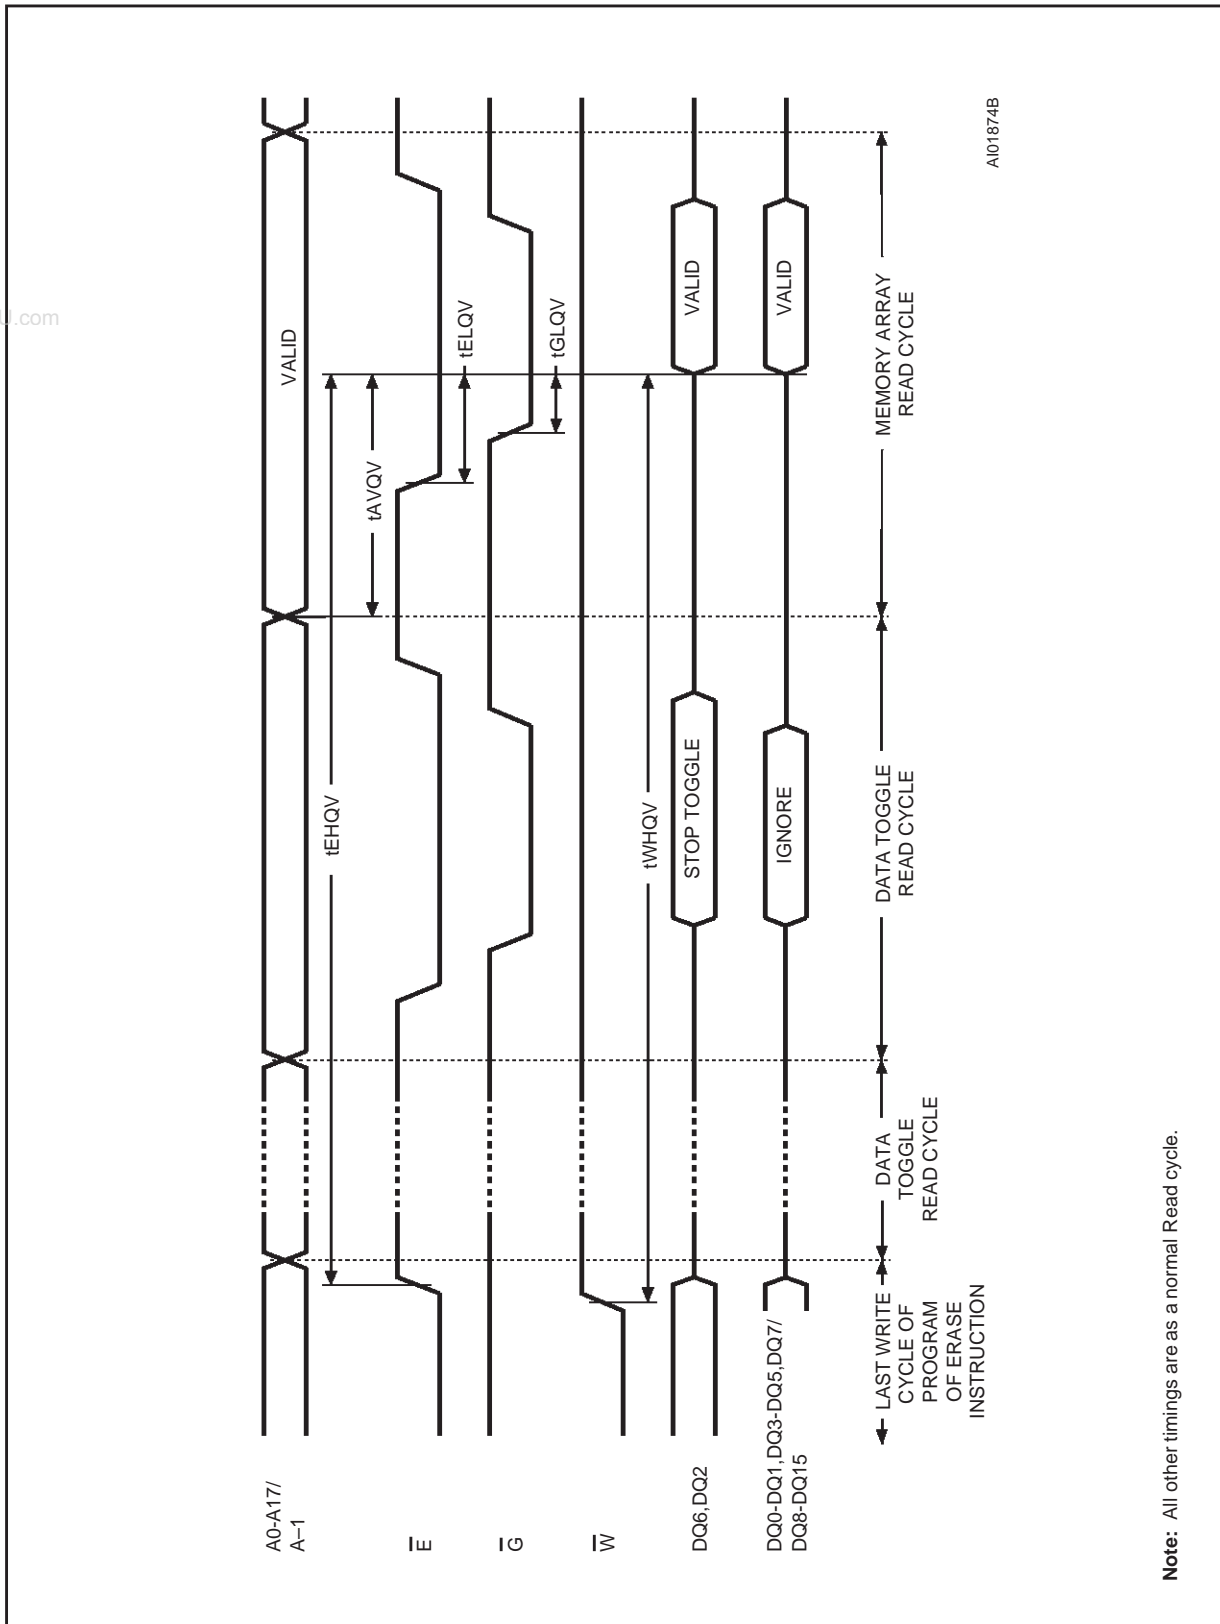 A0-A17/
A–1
VALID
tEHQV
tAVQV
E
tELQV
G
tGLQV
W
tWHQV
DQ6,DQ2
STOP TOGGLE
VALID
DQ0-DQ1,DQ3-DQ5,DQ7/
DQ8-DQ15
IGNORE
VALID
LAST WRITE
CYCLE OF
PROGRAM
OF ERASE
INSTRUCTION
DATA
TOGGLE
READ CYCLE
DATA TOGGLE
READ CYCLE
MEMORY ARRAY
READ CYCLE
AI01874B
Note: All other timings are as a normal Read cycle.
U.com